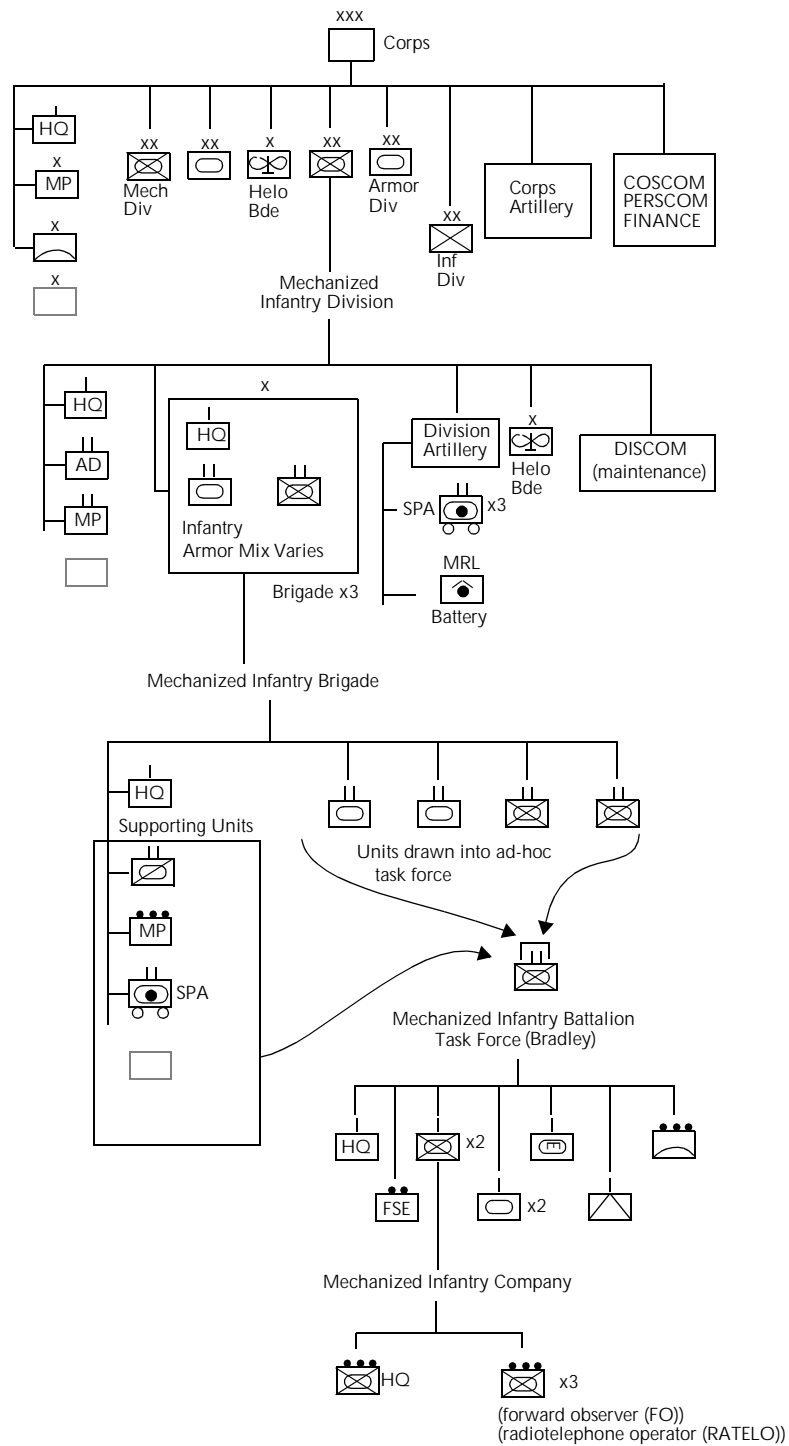 xxx
Corps
HQ
x
MP
x
x
xx
Mech
Div
xx
x
Helo
Bde
xx
xx
Armor
Div
xx
Inf
Div
Corps
Artillery
COSCOM
PERSCOM
FINANCE
Mechanized
Infantry Division
HQ
AD
MP
x
HQ
Infantry
Armor Mix Varies
Brigade x3
Division
Artillery
SPA
x3
MRL
Battery
x
Helo
Bde
DISCOM
(maintenance)
Mechanized Infantry Brigade
HQ
Supporting Units
MP
SPA
Units drawn into ad-hoc
task force
Mechanized Infantry Battalion
Task Force (Bradley)
HQ
FSE
x2
x2
E
Mechanized Infantry Company
HQ
x3
(forward observer (FO))
(radiotelephone operator (RATELO))